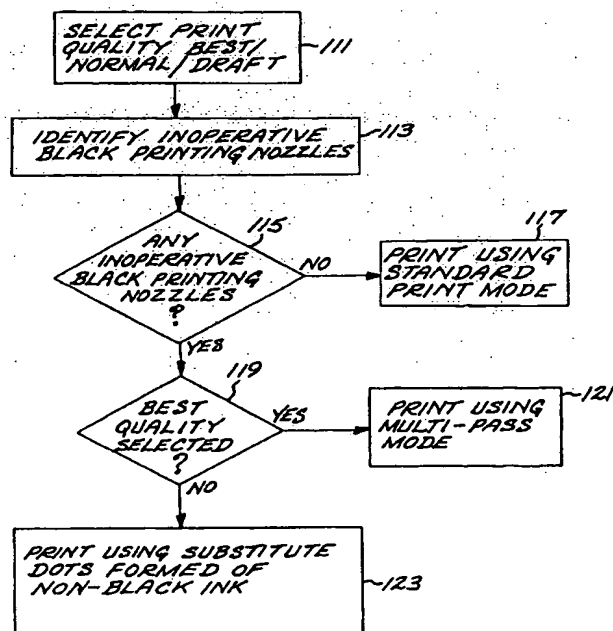 SELECT PRINT
QUALITY BEST/
NORMAL/DRAFT
111
IDENTIFY INOPERATIVE
BLACK PRINTING NOZZLES
113
115
ANY
INOPERATIVE
BLACK PRINTING
NOZZLES
?
NO
117
PRINT USING
STANDARD
PRINT MODE
YES
119
BEST
QUALITY
SELECTED
?
YES
121
PRINT USING
MULTI-PASS
MODE
NO
PRINT USING SUBSTITUTE
DOTS FORMED OF
NON-BLACK INK
123